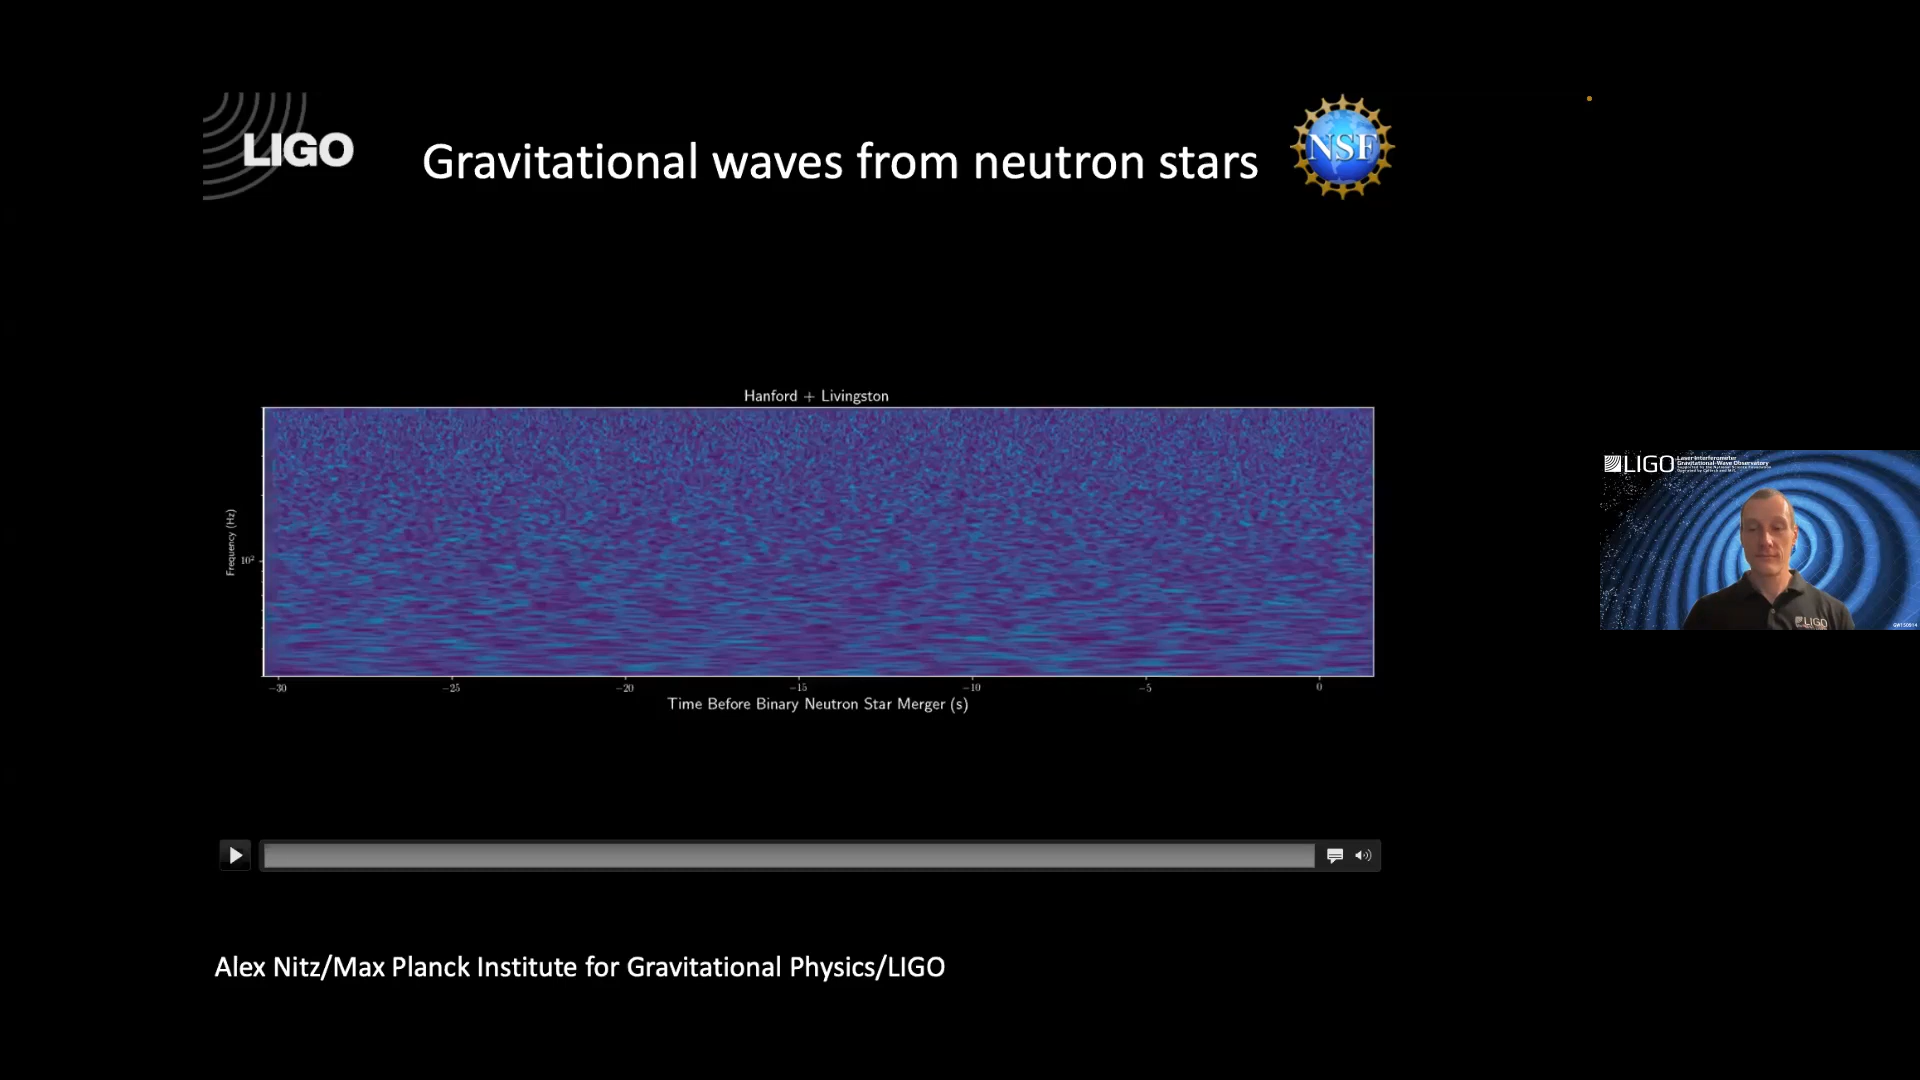 LIGO
Gravitational waves from neutron stars
NSF
Hanford + Livingston
Frequency (Hz)
10²
−30 −25 −20 −15 −10 −5 0
Time Before Binary Neutron Star Merger (s)
LIGO
Laser Interferometer
Gravitational-Wave Observatory
LIGO
GW150914
Alex Nitz/Max Planck Institute for Gravitational Physics/LIGO